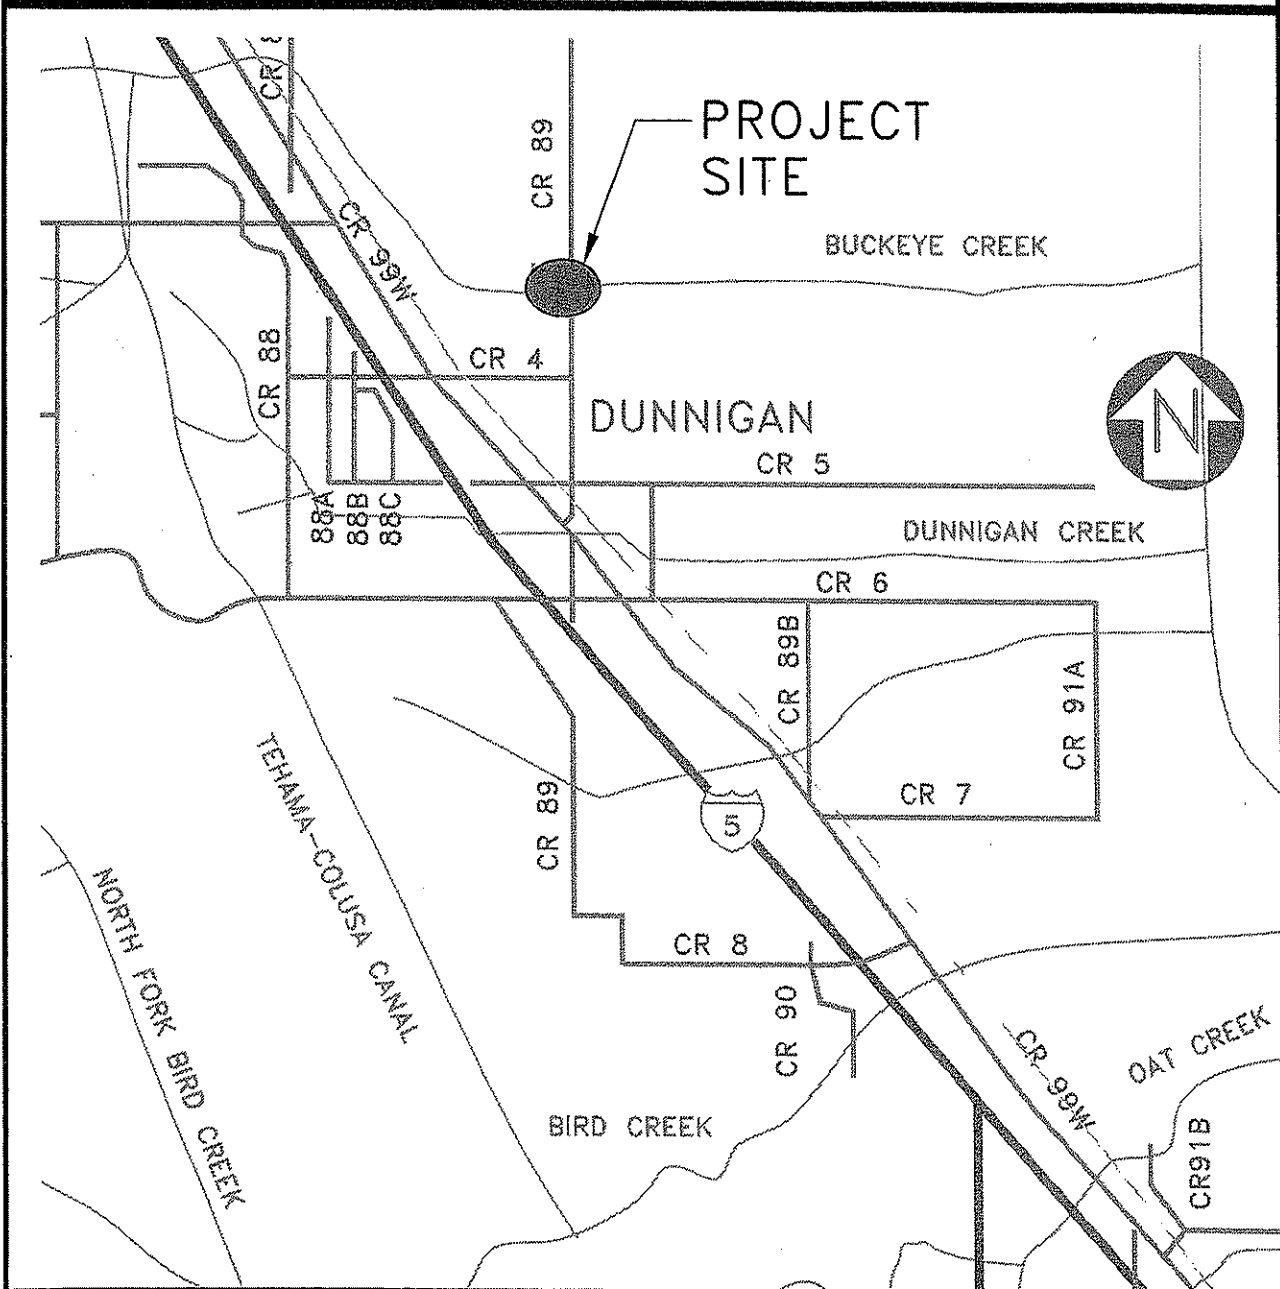 CR 89
PROJECT
SITE
CR 99W
BUCKEYE CREEK
CR 88
CR 4
DUNNIGAN
N
CR 5
88A
88B
88C
DUNNIGAN CREEK
CR 6
CR 89B
CR 91A
TEHAMA-COLUSA CANAL
CR 89
CR 7
5
NORTH FORK BIRD CREEK
CR 8
CR 90
CR 99W
OAT CREEK
BIRD CREEK
CR91B